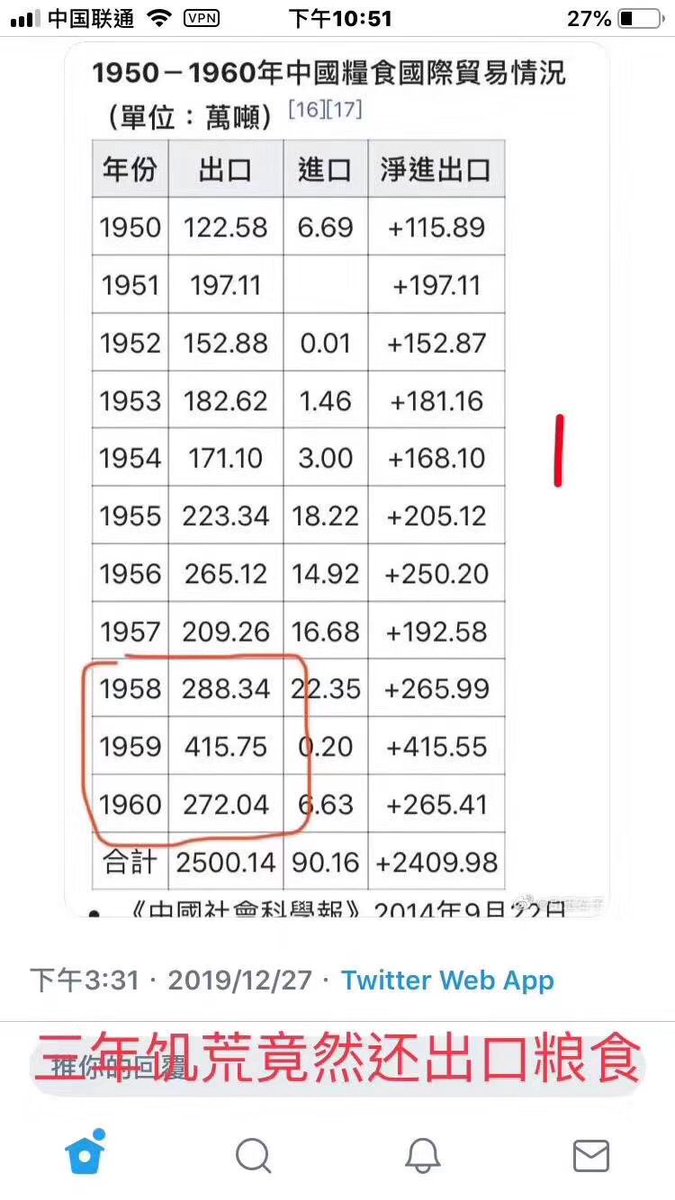 中国联通 VPN 下午10:51 27%
1950－1960年中國糧食國際貿易情況
（單位：萬噸）[16][17]
年份 出口 進口 淨進出口
1950 122.58 6.69 +115.89
1951 197.11 +197.11
1952 152.88 0.01 +152.87
1953 182.62 1.46 +181.16
1954 171.10 3.00 +168.10
1955 223.34 18.22 +205.12
1956 265.12 14.92 +250.20
1957 209.26 16.68 +192.58
1958 288.34 22.35 +265.99
1959 415.75 0.20 +415.55
1960 272.04 6.63 +265.41
合計 2500.14 90.16 +2409.98
• 《中國社會科學報》2014年9月22日
下午3:31 · 2019/12/27 · Twitter Web App
三年饥荒竟然还出口粮食
推你的回覆